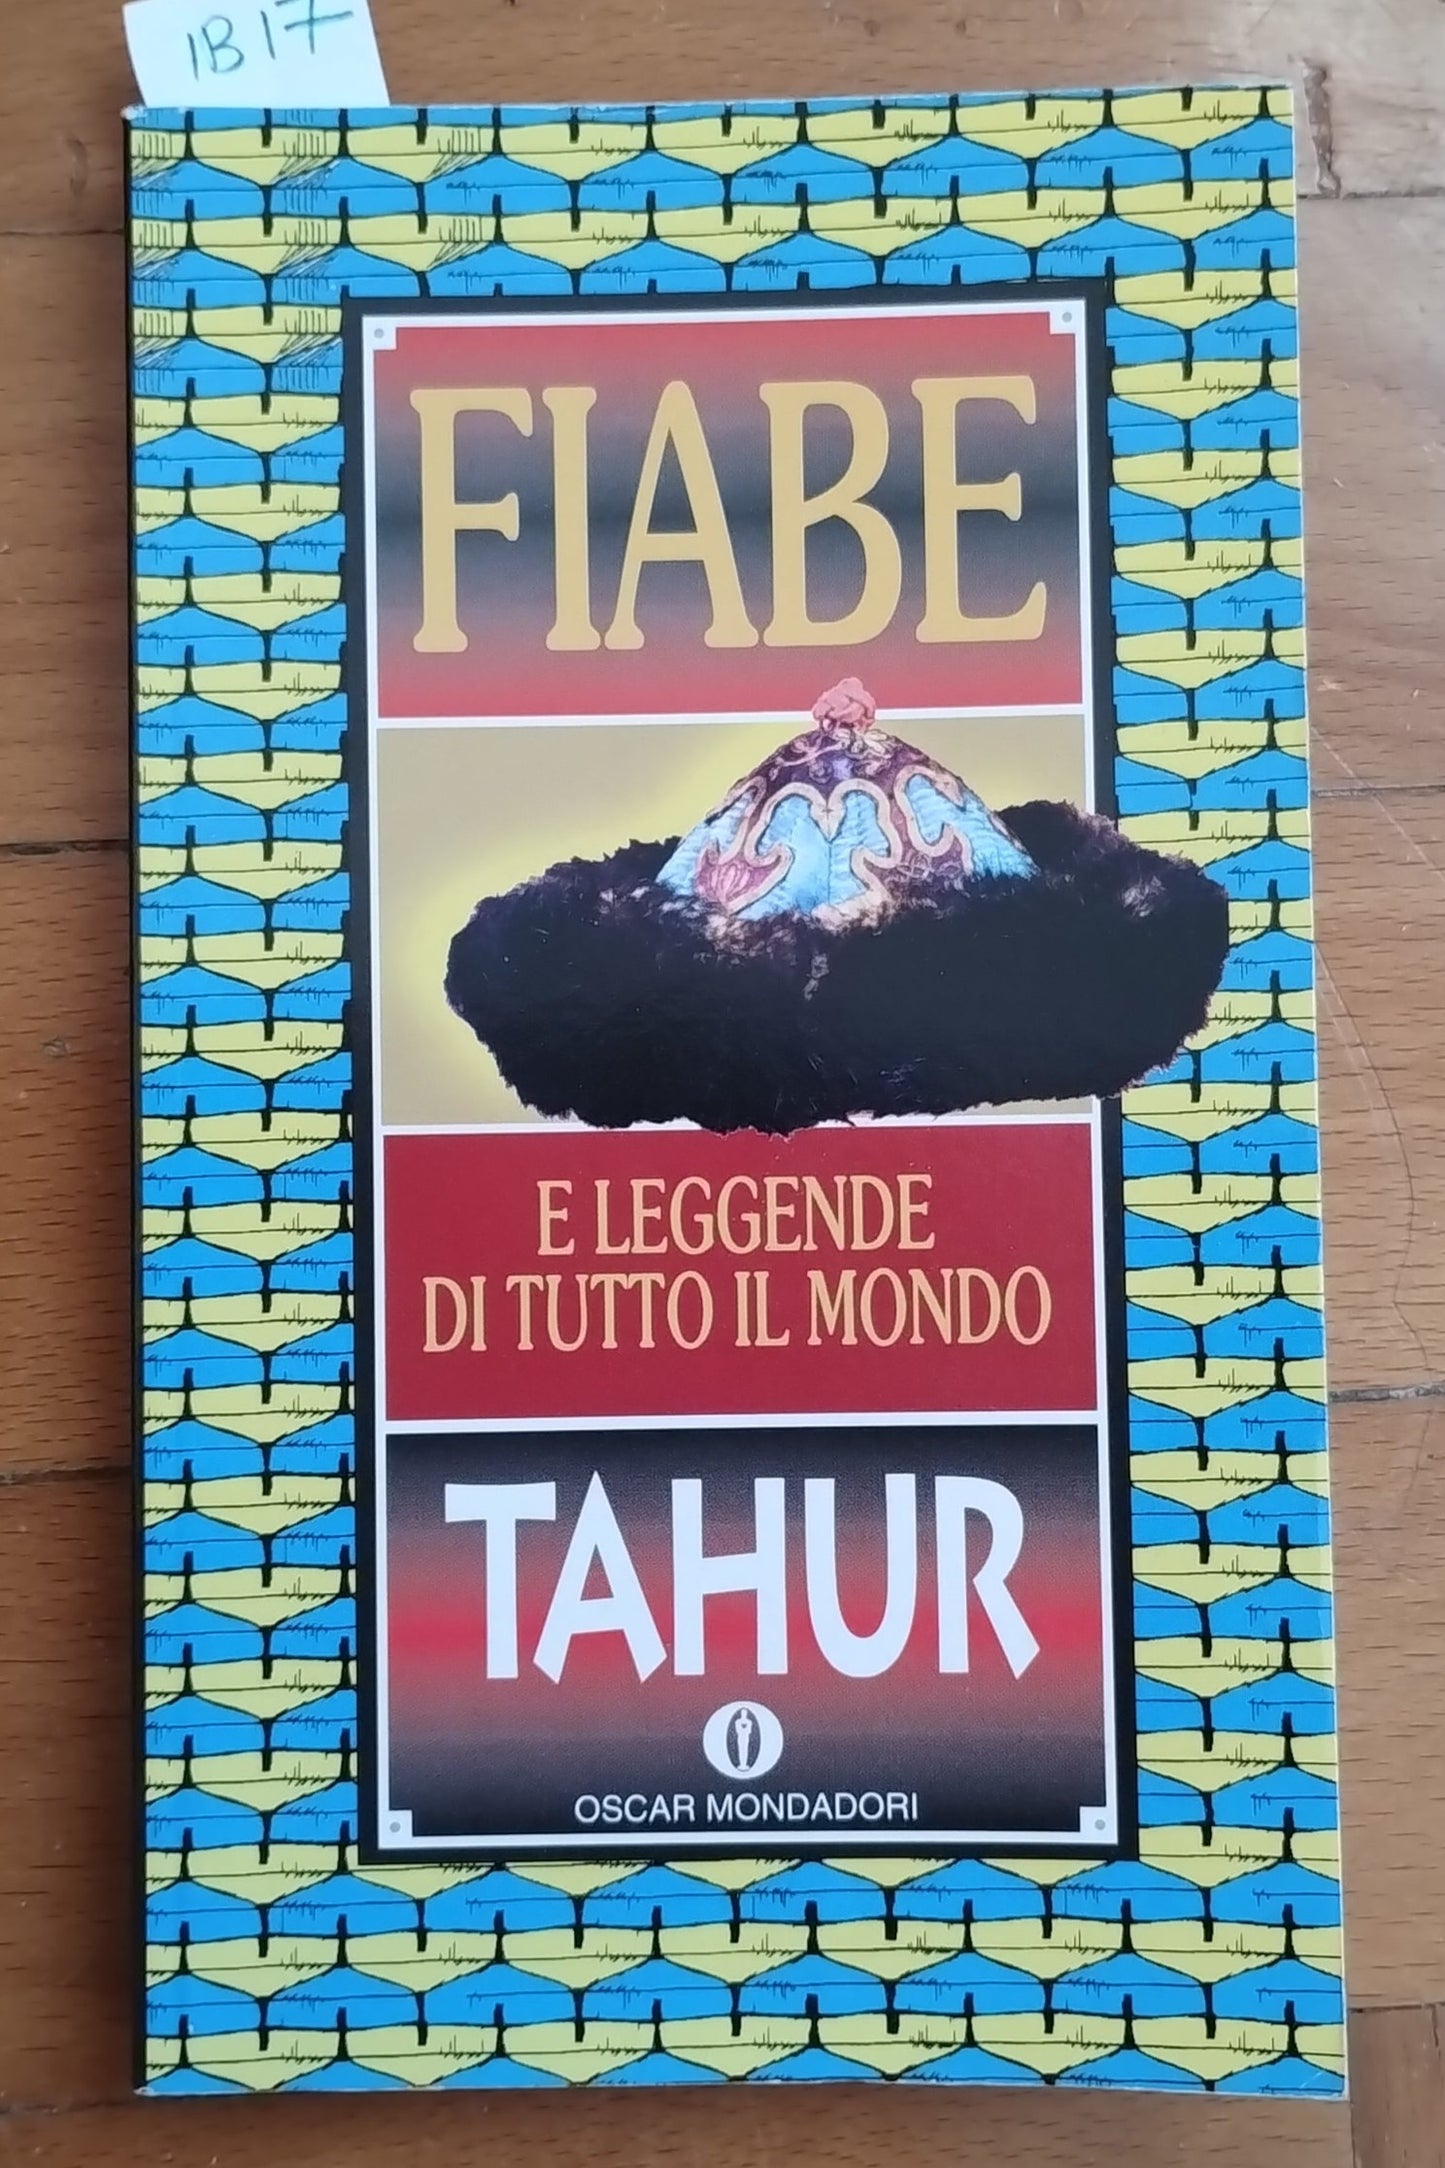 1B17
FIABE
E LEGGENDE
DI TUTTO IL MONDO
TAHUR
OSCAR MONDADORI